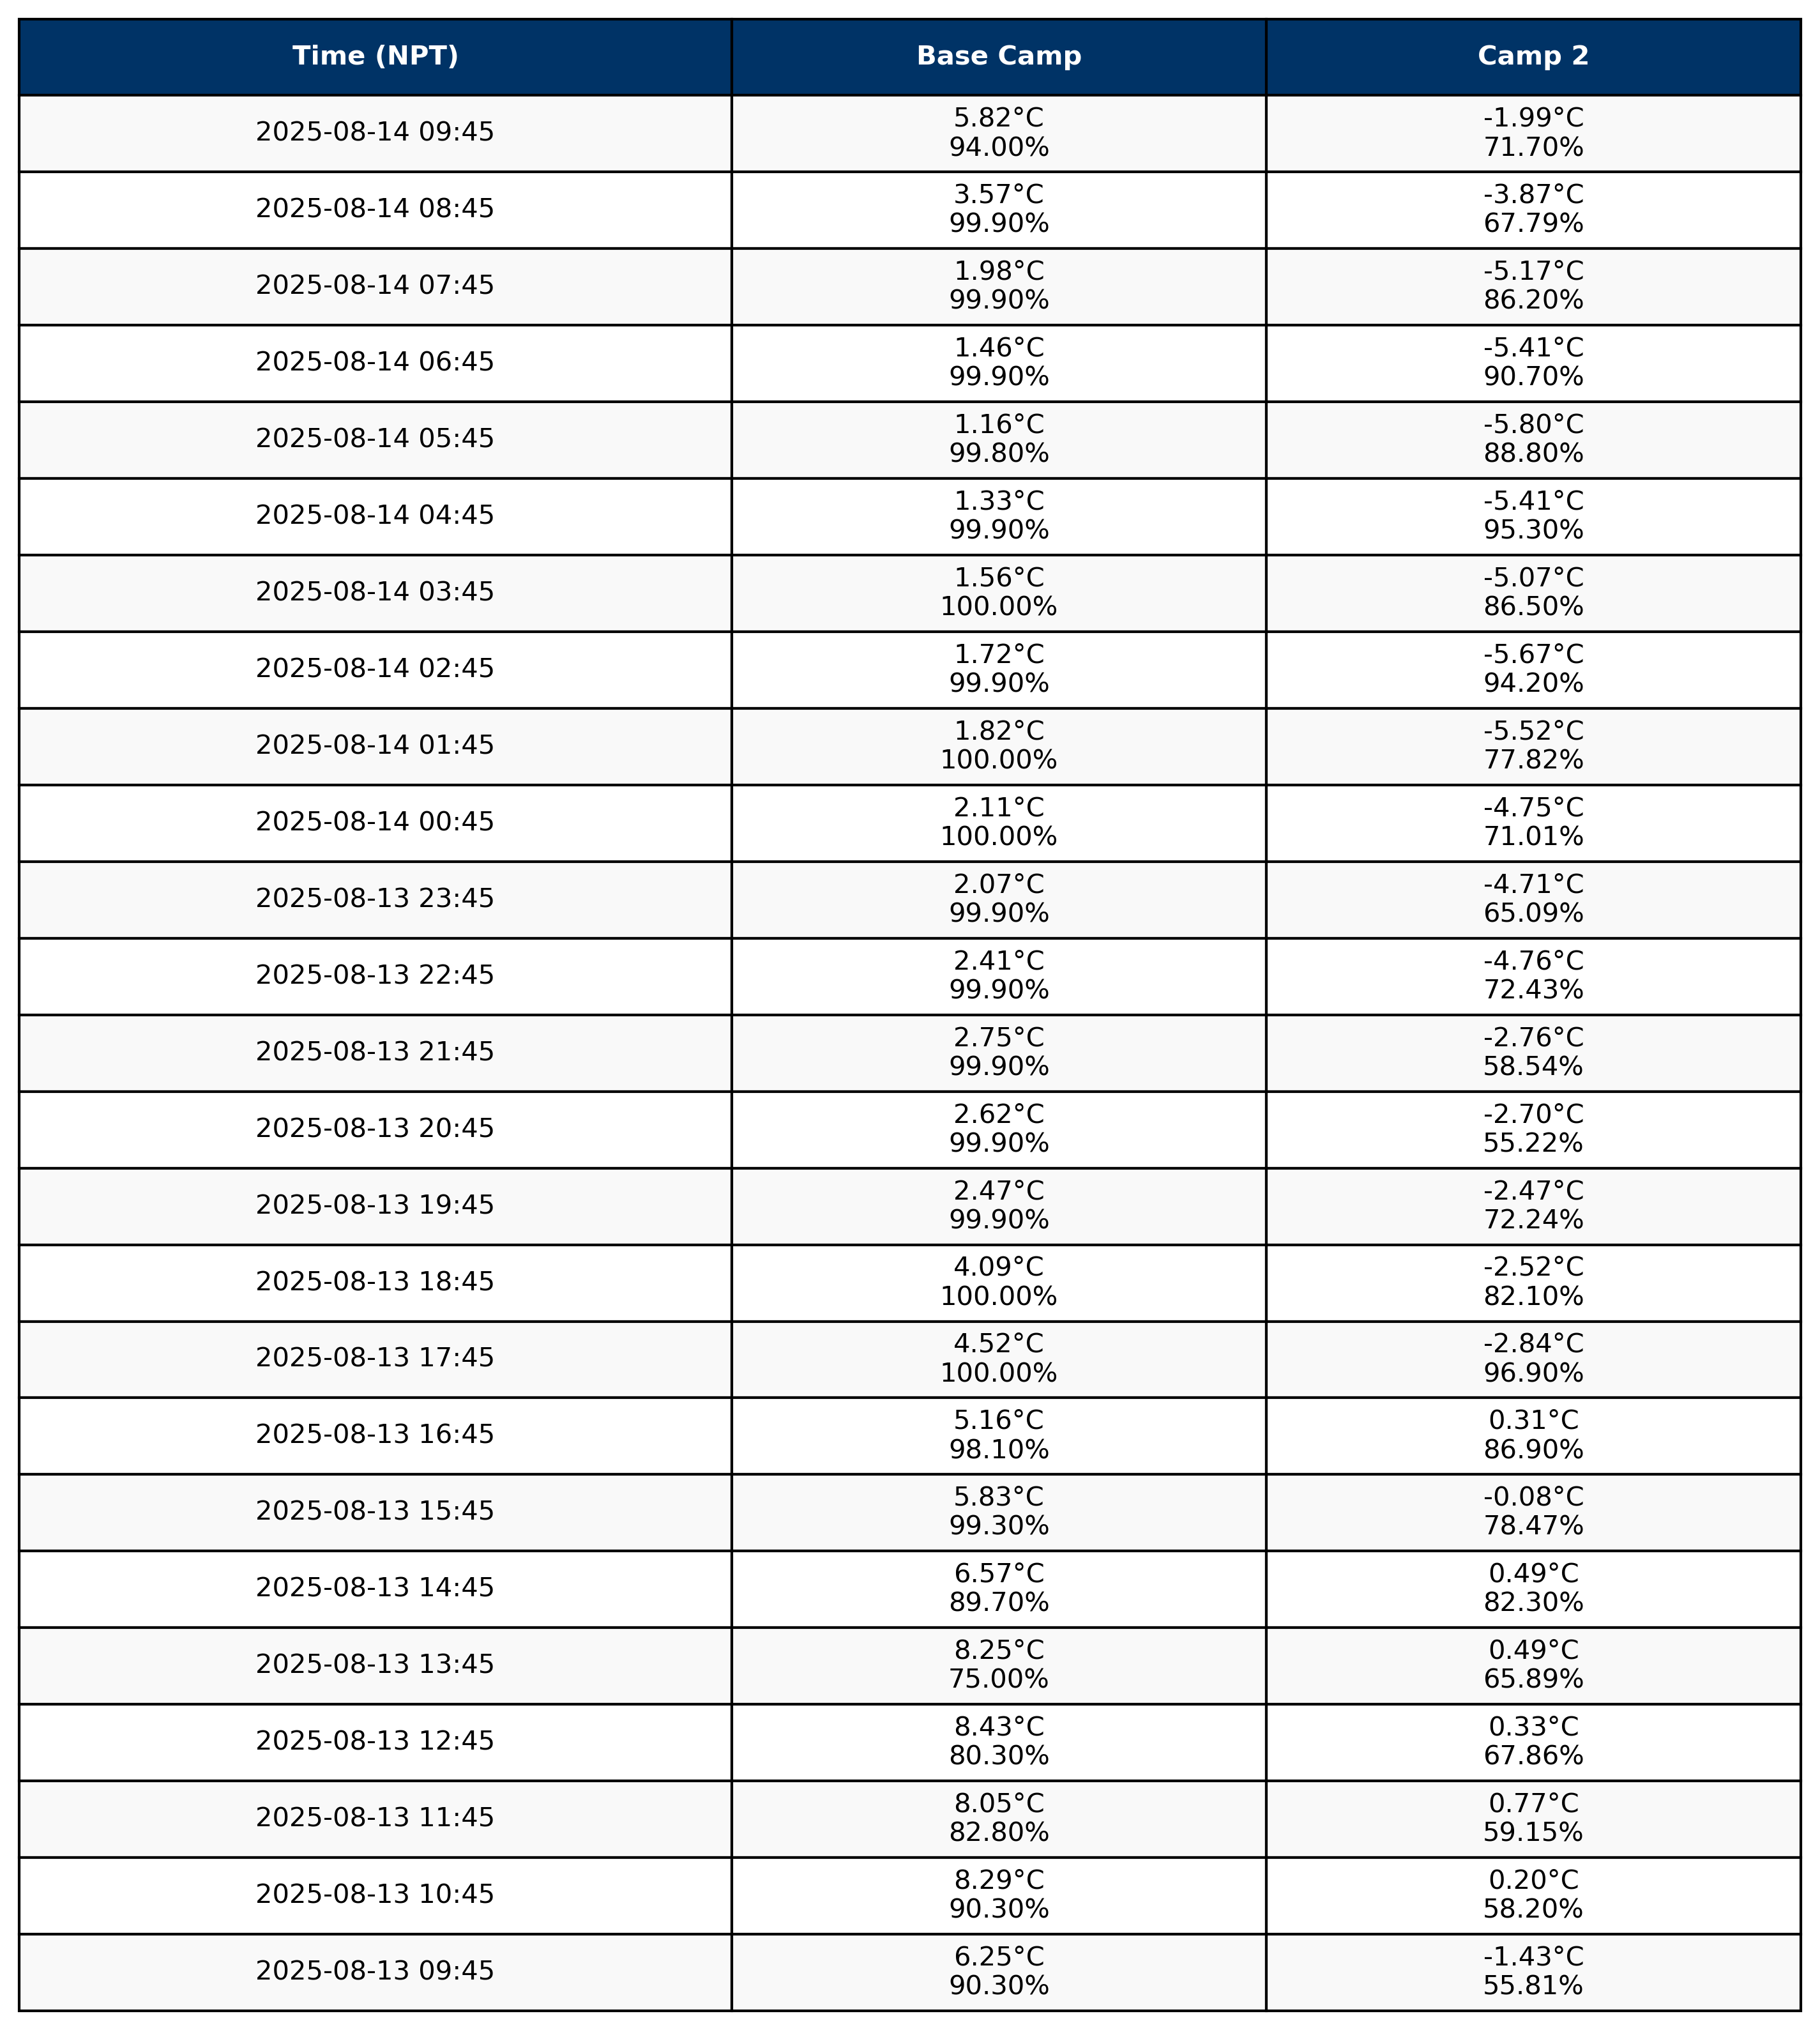 Time (NPT) Base Camp Camp 2
2025-08-14 09:45 5.82°C -1.99°C
94.00% 71.70%
2025-08-14 08:45 3.57°C -3.87°C
99.90% 67.79%
2025-08-14 07:45 1.98°C -5.17°C
99.90% 86.20%
2025-08-14 06:45 1.46°C -5.41°C
99.90% 90.70%
2025-08-14 05:45 1.16°C -5.80°C
99.80% 88.80%
2025-08-14 04:45 1.33°C -5.41°C
99.90% 95.30%
2025-08-14 03:45 1.56°C -5.07°C
100.00% 86.50%
2025-08-14 02:45 1.72°C -5.67°C
99.90% 94.20%
2025-08-14 01:45 1.82°C -5.52°C
100.00% 77.82%
2025-08-14 00:45 2.11°C -4.75°C
100.00% 71.01%
2025-08-13 23:45 2.07°C -4.71°C
99.90% 65.09%
2025-08-13 22:45 2.41°C -4.76°C
99.90% 72.43%
2025-08-13 21:45 2.75°C -2.76°C
99.90% 58.54%
2025-08-13 20:45 2.62°C -2.70°C
99.90% 55.22%
2025-08-13 19:45 2.47°C -2.47°C
99.90% 72.24%
2025-08-13 18:45 4.09°C -2.52°C
100.00% 82.10%
2025-08-13 17:45 4.52°C -2.84°C
100.00% 96.90%
2025-08-13 16:45 5.16°C 0.31°C
98.10% 86.90%
2025-08-13 15:45 5.83°C -0.08°C
99.30% 78.47%
2025-08-13 14:45 6.57°C 0.49°C
89.70% 82.30%
2025-08-13 13:45 8.25°C 0.49°C
75.00% 65.89%
2025-08-13 12:45 8.43°C 0.33°C
80.30% 67.86%
2025-08-13 11:45 8.05°C 0.77°C
82.80% 59.15%
2025-08-13 10:45 8.29°C 0.20°C
90.30% 58.20%
2025-08-13 09:45 6.25°C -1.43°C
90.30% 55.81%